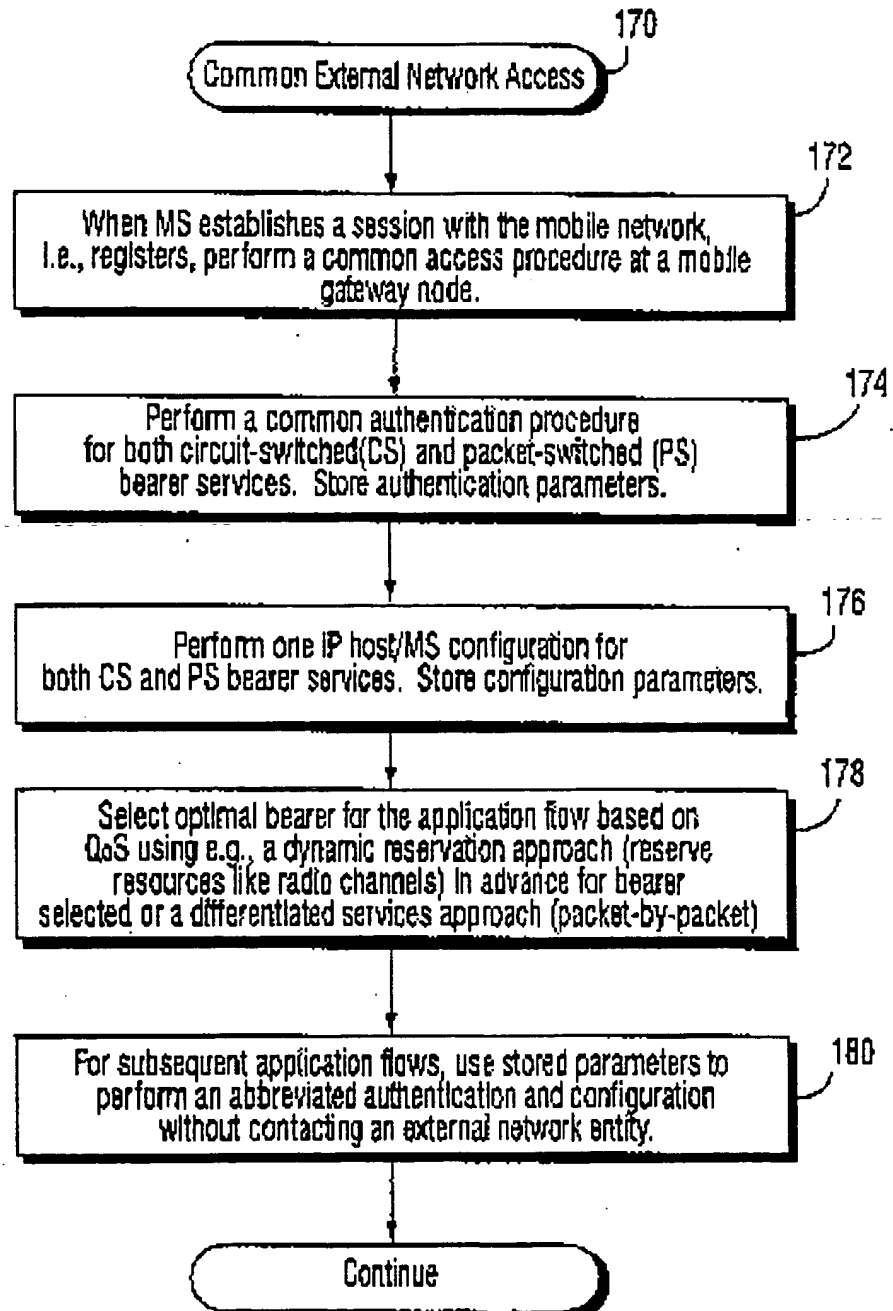 170
Common External Network Access
172
When MS establishes a session with the mobile network,
i.e., registers, perform a common access procedure at a mobile
gateway node.
174
Perform a common authentication procedure
for both circuit-switched(CS) and packet-switched (PS)
bearer services. Store authentication parameters.
176
Perform one IP host/MS configuration for
both CS and PS bearer services. Store configuration parameters.
178
Select optimal bearer for the application flow based on
QoS using e.g., a dynamic reservation approach (reserve
resources like radio channels) in advance for bearer
selected or a differentiated services approach (packet-by-packet)
180
For subsequent application flows, use stored parameters to
perform an abbreviated authentication and configuration
without contacting an external network entity.
Continue